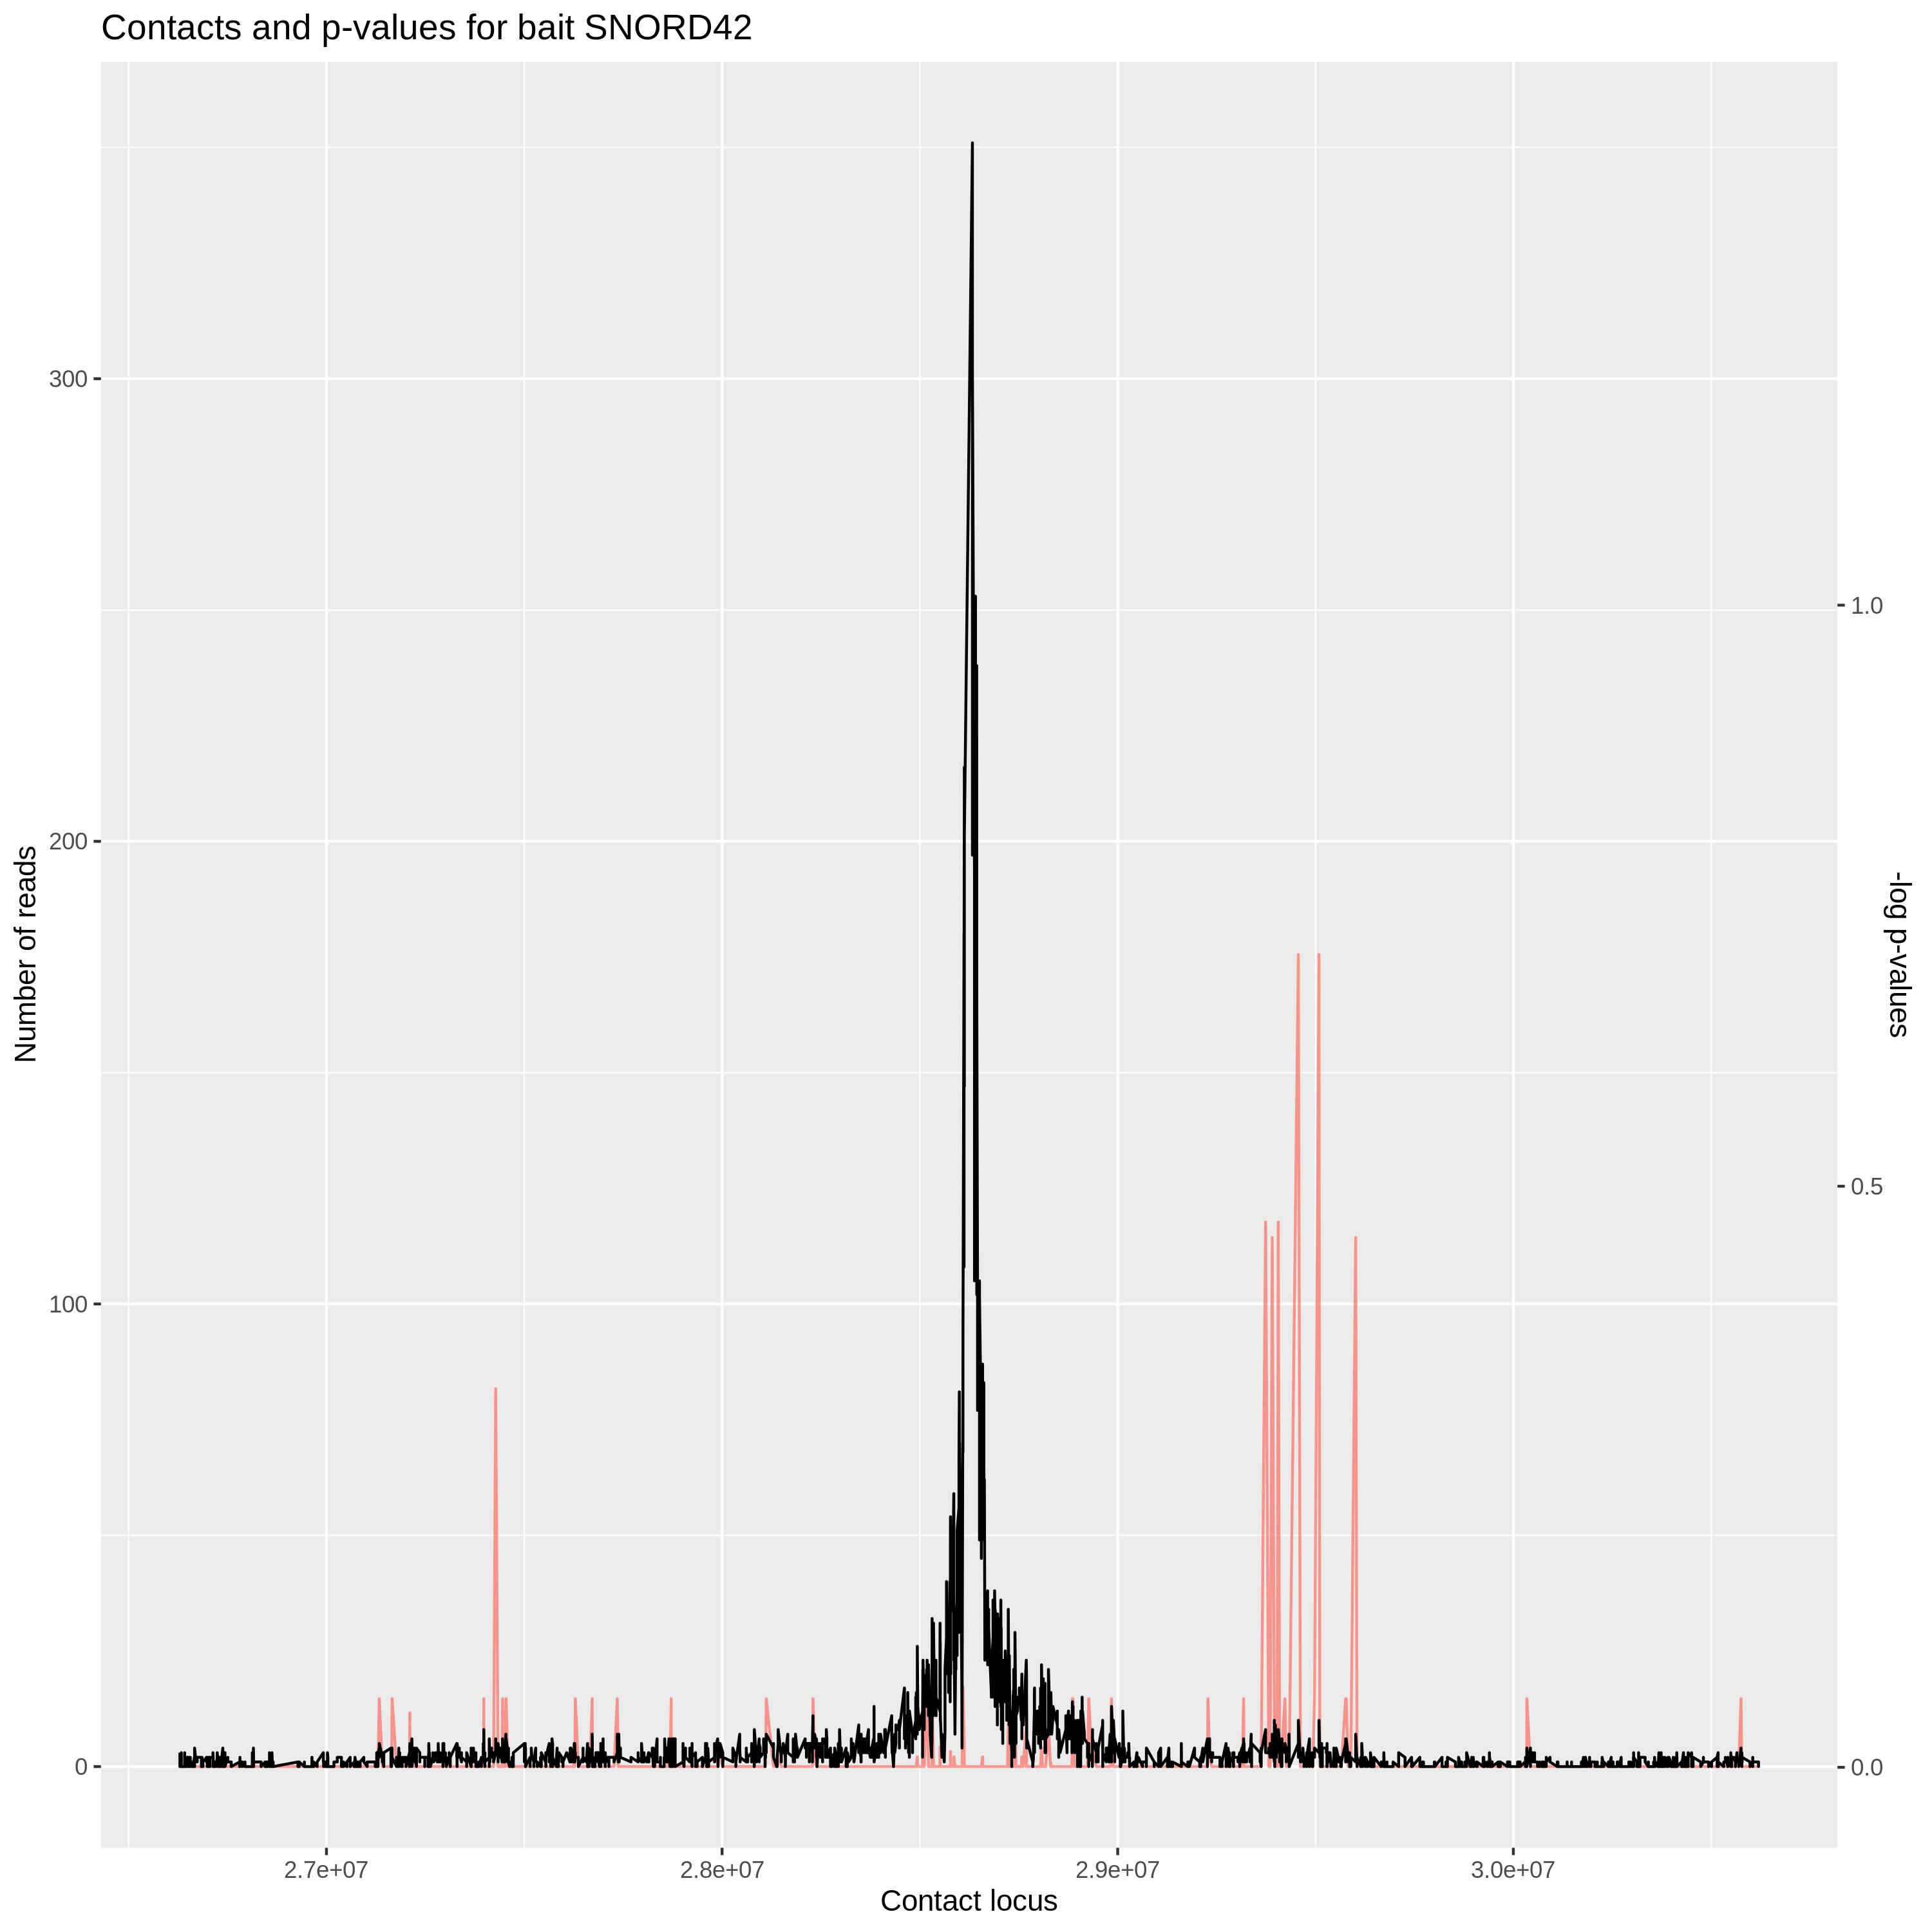 Contacts and p-values for bait SNORD42
Number of reads
300
200
100
0
1.0
0.5
0.0
-log p-values
2.7e+07
2.8e+07
2.9e+07
3.0e+07
Contact locus